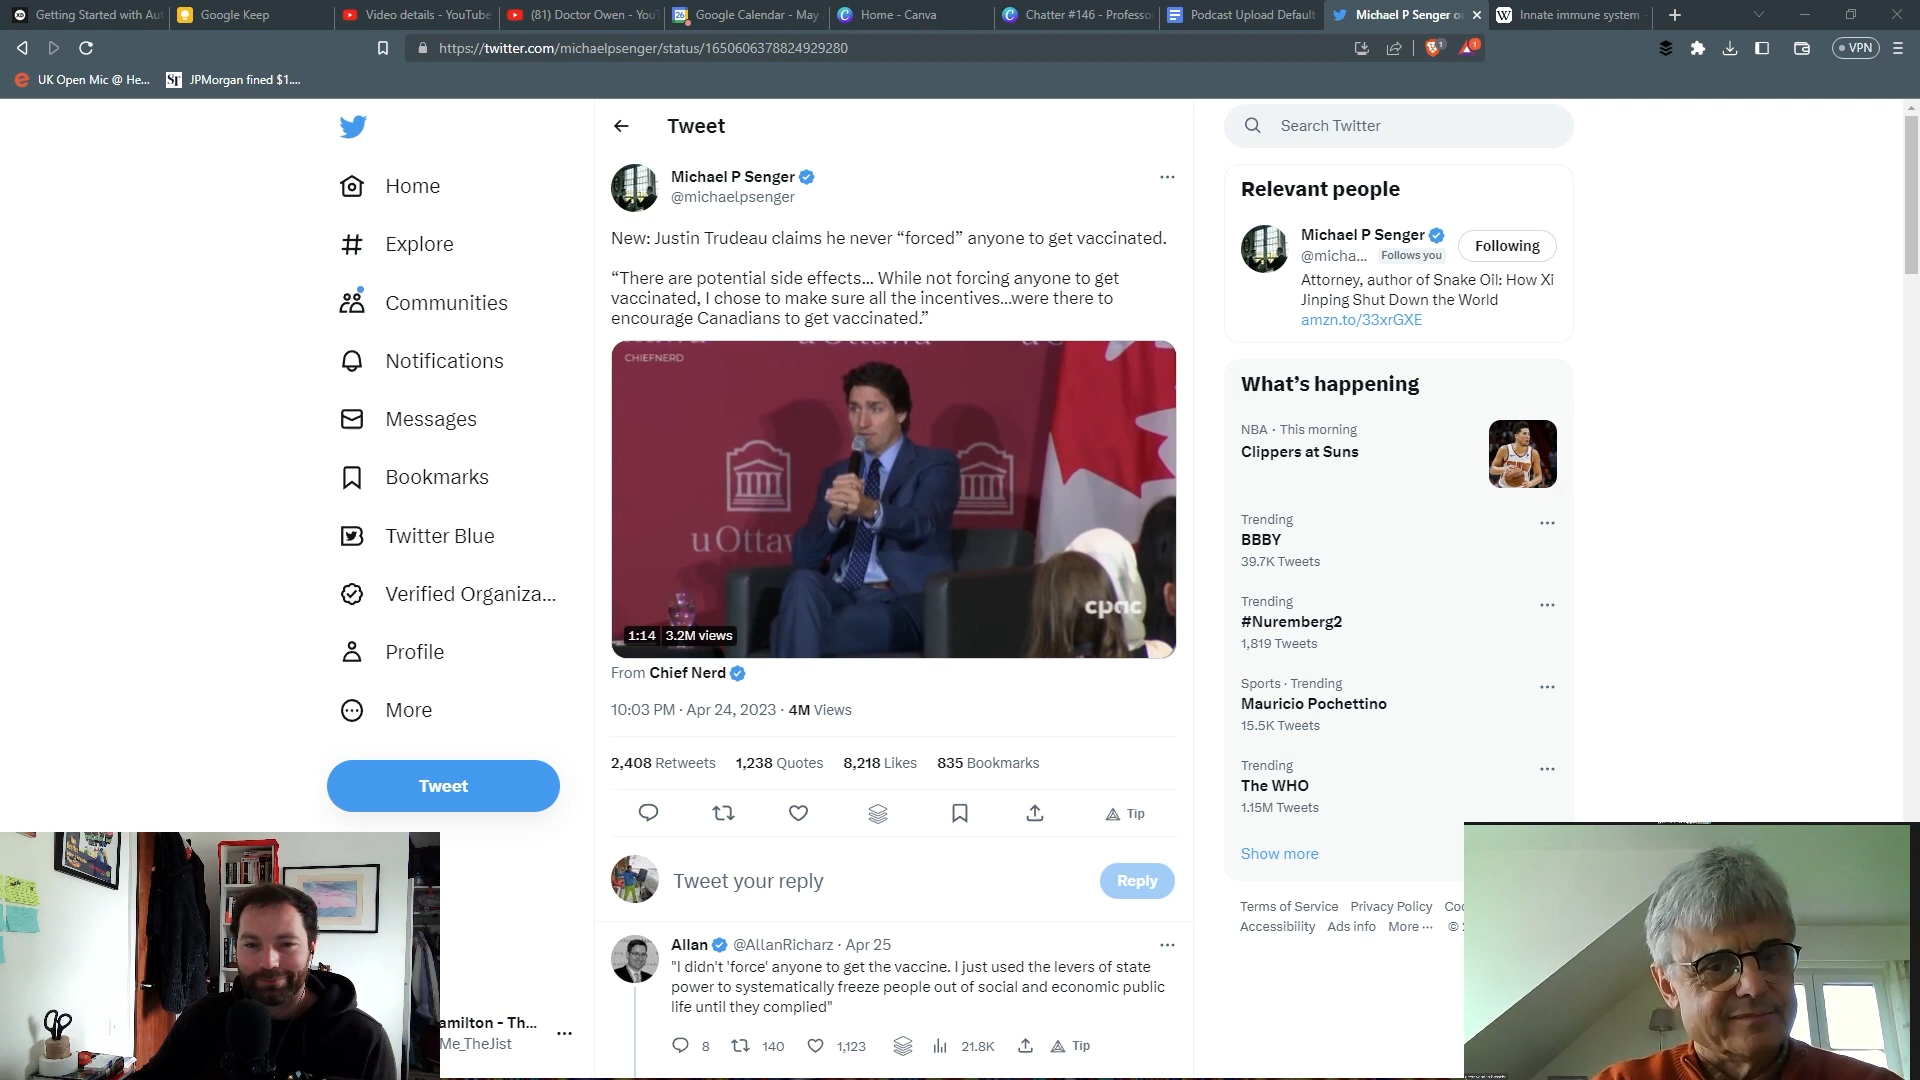 Getting Started with Aut
Google Keep
Video details - YouTube
(81) Doctor Owen - YouT
Google Calendar - May
Home - Canva
Chatter #146 - Professor
Podcast Upload Default
Michael P Senger o
Innate immune system -
https://twitter.com/michaelpsenger/status/1650606378824929280
VPN
UK Open Mic @ He...
JPMorgan fined $1....
Home
Explore
Communities
Notifications
Messages
Bookmarks
Twitter Blue
Verified Organiza...
Profile
More
Tweet
amilton - Th...
Me_TheJist
Tweet
Michael P Senger
@michaelpsenger
New: Justin Trudeau claims he never “forced” anyone to get vaccinated.
“There are potential side effects... While not forcing anyone to get
vaccinated, I chose to make sure all the incentives...were there to
encourage Canadians to get vaccinated.”
CHIEFNERD
uOttawa
uOttav
cpac
1:14 3.2M views
From Chief Nerd
10:03 PM · Apr 24, 2023 · 4M Views
2,408 Retweets 1,238 Quotes 8,218 Likes 835 Bookmarks
Tip
Tweet your reply
Reply
Allan @AllanRicharz · Apr 25
"I didn't 'force' anyone to get the vaccine. I just used the levers of state
power to systematically freeze people out of social and economic public
life until they complied"
8 140 1,123 21.8K Tip
Search Twitter
Relevant people
Michael P Senger
@micha... Follows you
Following
Attorney, author of Snake Oil: How Xi
Jinping Shut Down the World
amzn.to/33xrGXE
What’s happening
NBA · This morning
Clippers at Suns
Trending
BBBY
39.7K Tweets
Trending
#Nuremberg2
1,819 Tweets
Sports · Trending
Mauricio Pochettino
15.5K Tweets
Trending
The WHO
1.15M Tweets
Show more
Terms of Service Privacy Policy Coo
Accessibility Ads info More ··· © 2